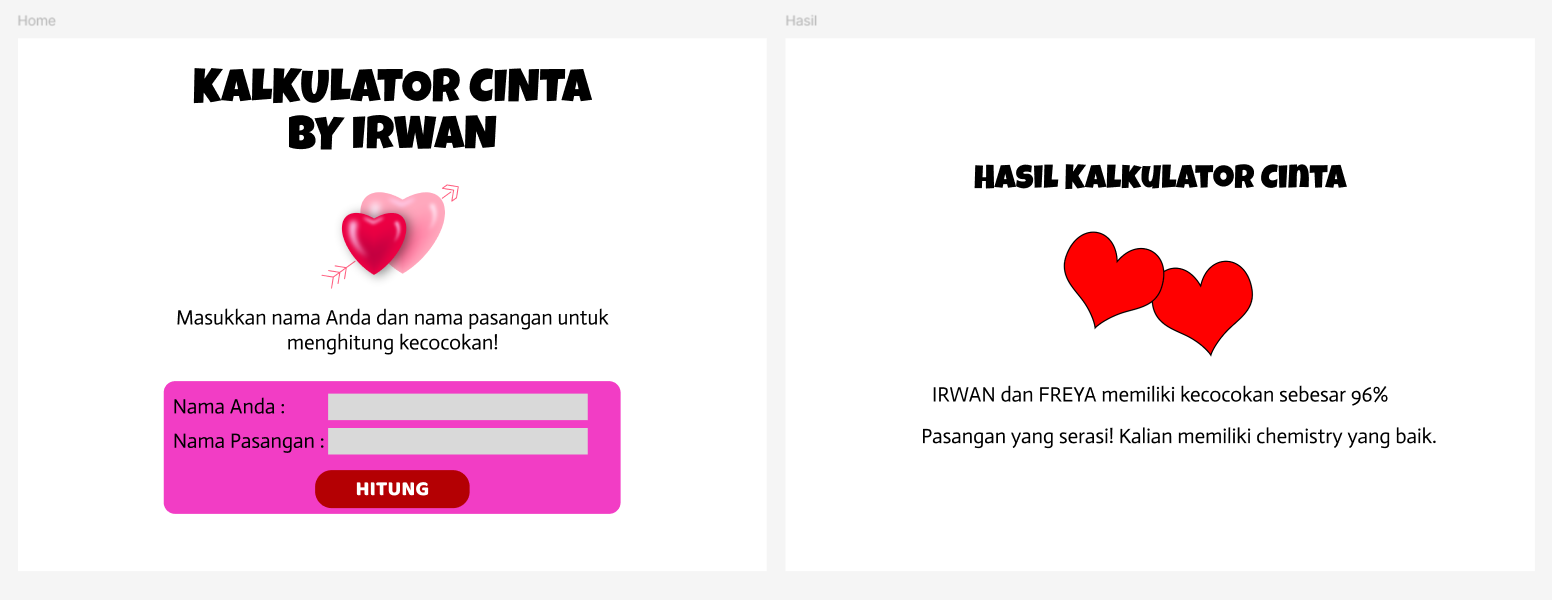 Home
KALKULATOR CINTA
BY IRWAN
Masukkan nama Anda dan nama pasangan untuk
menghitung kecocokan!
Nama Anda :
Nama Pasangan :
HITUNG
Hasil
HASIL KALKULATOR CINTA
IRWAN dan FREYA memiliki kecocokan sebesar 96%
Pasangan yang serasi! Kalian memiliki chemistry yang baik.